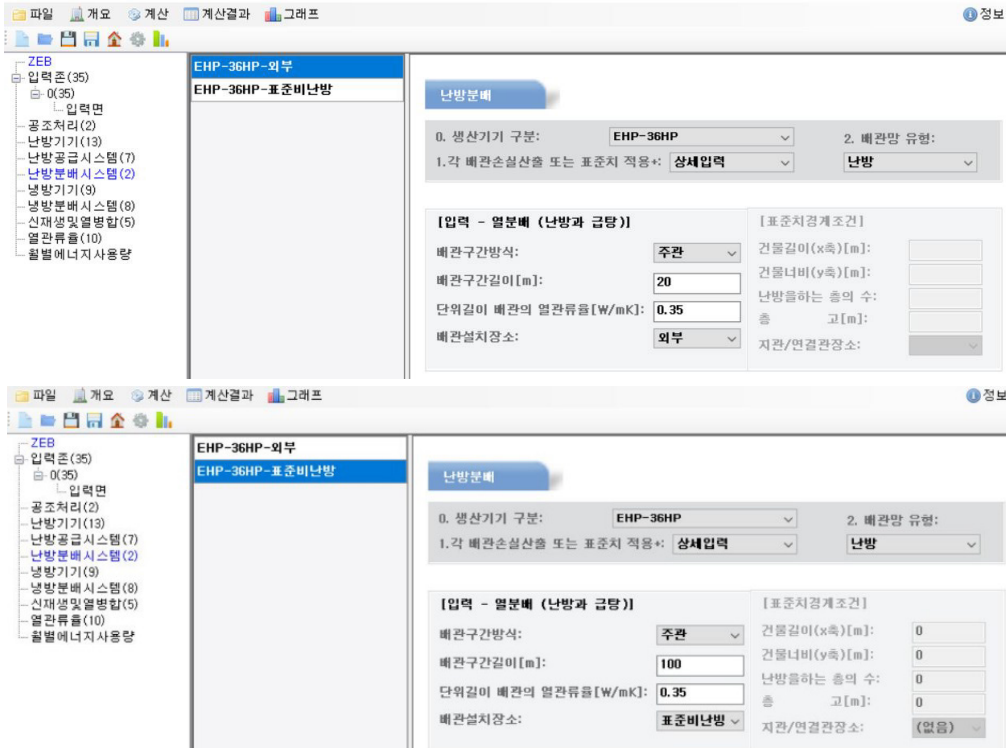 파일 개요 계산 계산결과 그래프 정보
ZEB
입력존(35)
0(35)
입력면
공조처리(2)
난방기기(13)
난방공급시스템(7)
난방분배시스템(2)
냉방기기(9)
냉방분배시스템(8)
신재생및열병합(5)
열관류율(10)
월별에너지사용량
EHP-36HP-외부
EHP-36HP-표준비난방
난방분배
0. 생산기기 구분: EHP-36HP 2. 배관망 유형:
1.각 배관손실산출 또는 표준치 적용+: 상세입력 난방
[입력 - 열분배 (난방과 급탕)]
배관구간방식: 주관
배관구간길이[m]: 20
단위길이 배관의 열관류율[W/mK]: 0.35
배관설치장소: 외부
[표준치경계조건]
건물길이(x축)[m]:
건물너비(y축)[m]:
난방을하는 층의 수:
층 고[m]:
지관/연결관장소:
파일 개요 계산 계산결과 그래프 정보
ZEB
입력존(35)
0(35)
입력면
공조처리(2)
난방기기(13)
난방공급시스템(7)
난방분배시스템(2)
냉방기기(9)
냉방분배시스템(8)
신재생및열병합(5)
열관류율(10)
월별에너지사용량
EHP-36HP-외부
EHP-36HP-표준비난방
난방분배
0. 생산기기 구분: EHP-36HP 2. 배관망 유형:
1.각 배관손실산출 또는 표준치 적용+: 상세입력 난방
[입력 - 열분배 (난방과 급탕)]
배관구간방식: 주관
배관구간길이[m]: 100
단위길이 배관의 열관류율[W/mK]: 0.35
배관설치장소: 표준비난방
[표준치경계조건]
건물길이(x축)[m]: 0
건물너비(y축)[m]: 0
난방을하는 층의 수: 0
층 고[m]: 0
지관/연결관장소: (없음)